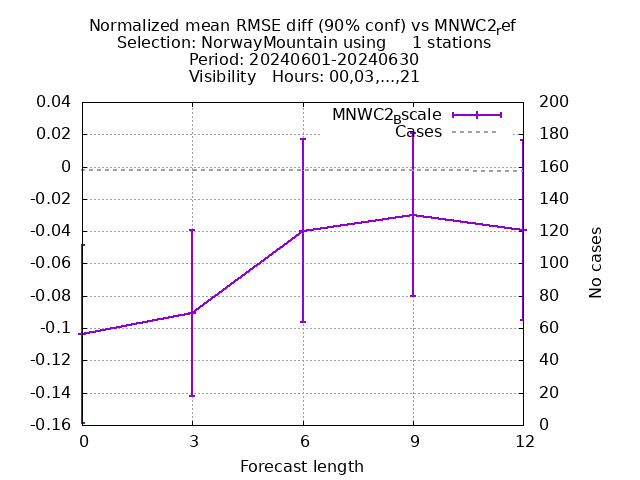 Normalized mean RMSE diff (90% conf) vs MNWC2ref
Selection: NorwayMountain using 1 stations
Period: 20240601-20240630
Visibility Hours: 00,03,...,21
MNWC2Bscale
Cases
0.04
0.02
0
-0.02
-0.04
-0.06
-0.08
-0.1
-0.12
-0.14
-0.16
200
180
160
140
120
100
80
60
40
20
0
No cases
0 3 6 9 12
Forecast length